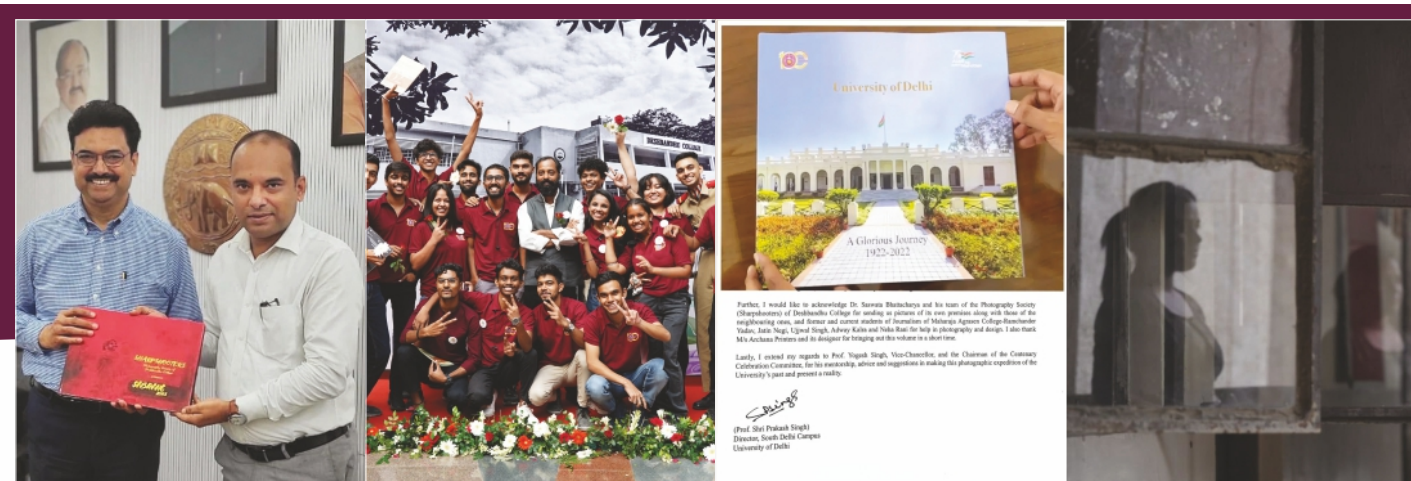 SHARPSHOOTERS
DESHBANDHU COLLEGE
University of Delhi
A Glorious Journey
1922-2022
Further, I would like to acknowledge Dr. Saswata Bhattacharya and his team of the Photography Society
(Sharpshooters) of Deshbandhu College for sending us pictures of its own premises along with those of the
neighbouring ones, and former and current students of Journalism of Maharaja Agrasen College-Ramchander
Yadav, Jatin Nagi, Ujjwal Singh, Adway Kalra and Neha Rani for help in photography and design. I also thank
M/s Archana Printers and its designer for bringing out this volume in a short time.
Lastly, I extend my regards to Prof. Yogesh Singh, Vice-Chancellor, and the Chairman of the Centenary
Celebration Committee, for his mentorship, advice and suggestions in making this photographic expedition of the
University's past and present a reality.
(Prof. Shri Prakash Singh)
Director, South Delhi Campus
University of Delhi